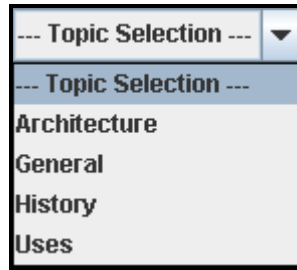 --- Topic Selection ---
--- Topic Selection ---
Architecture
General
History
Uses